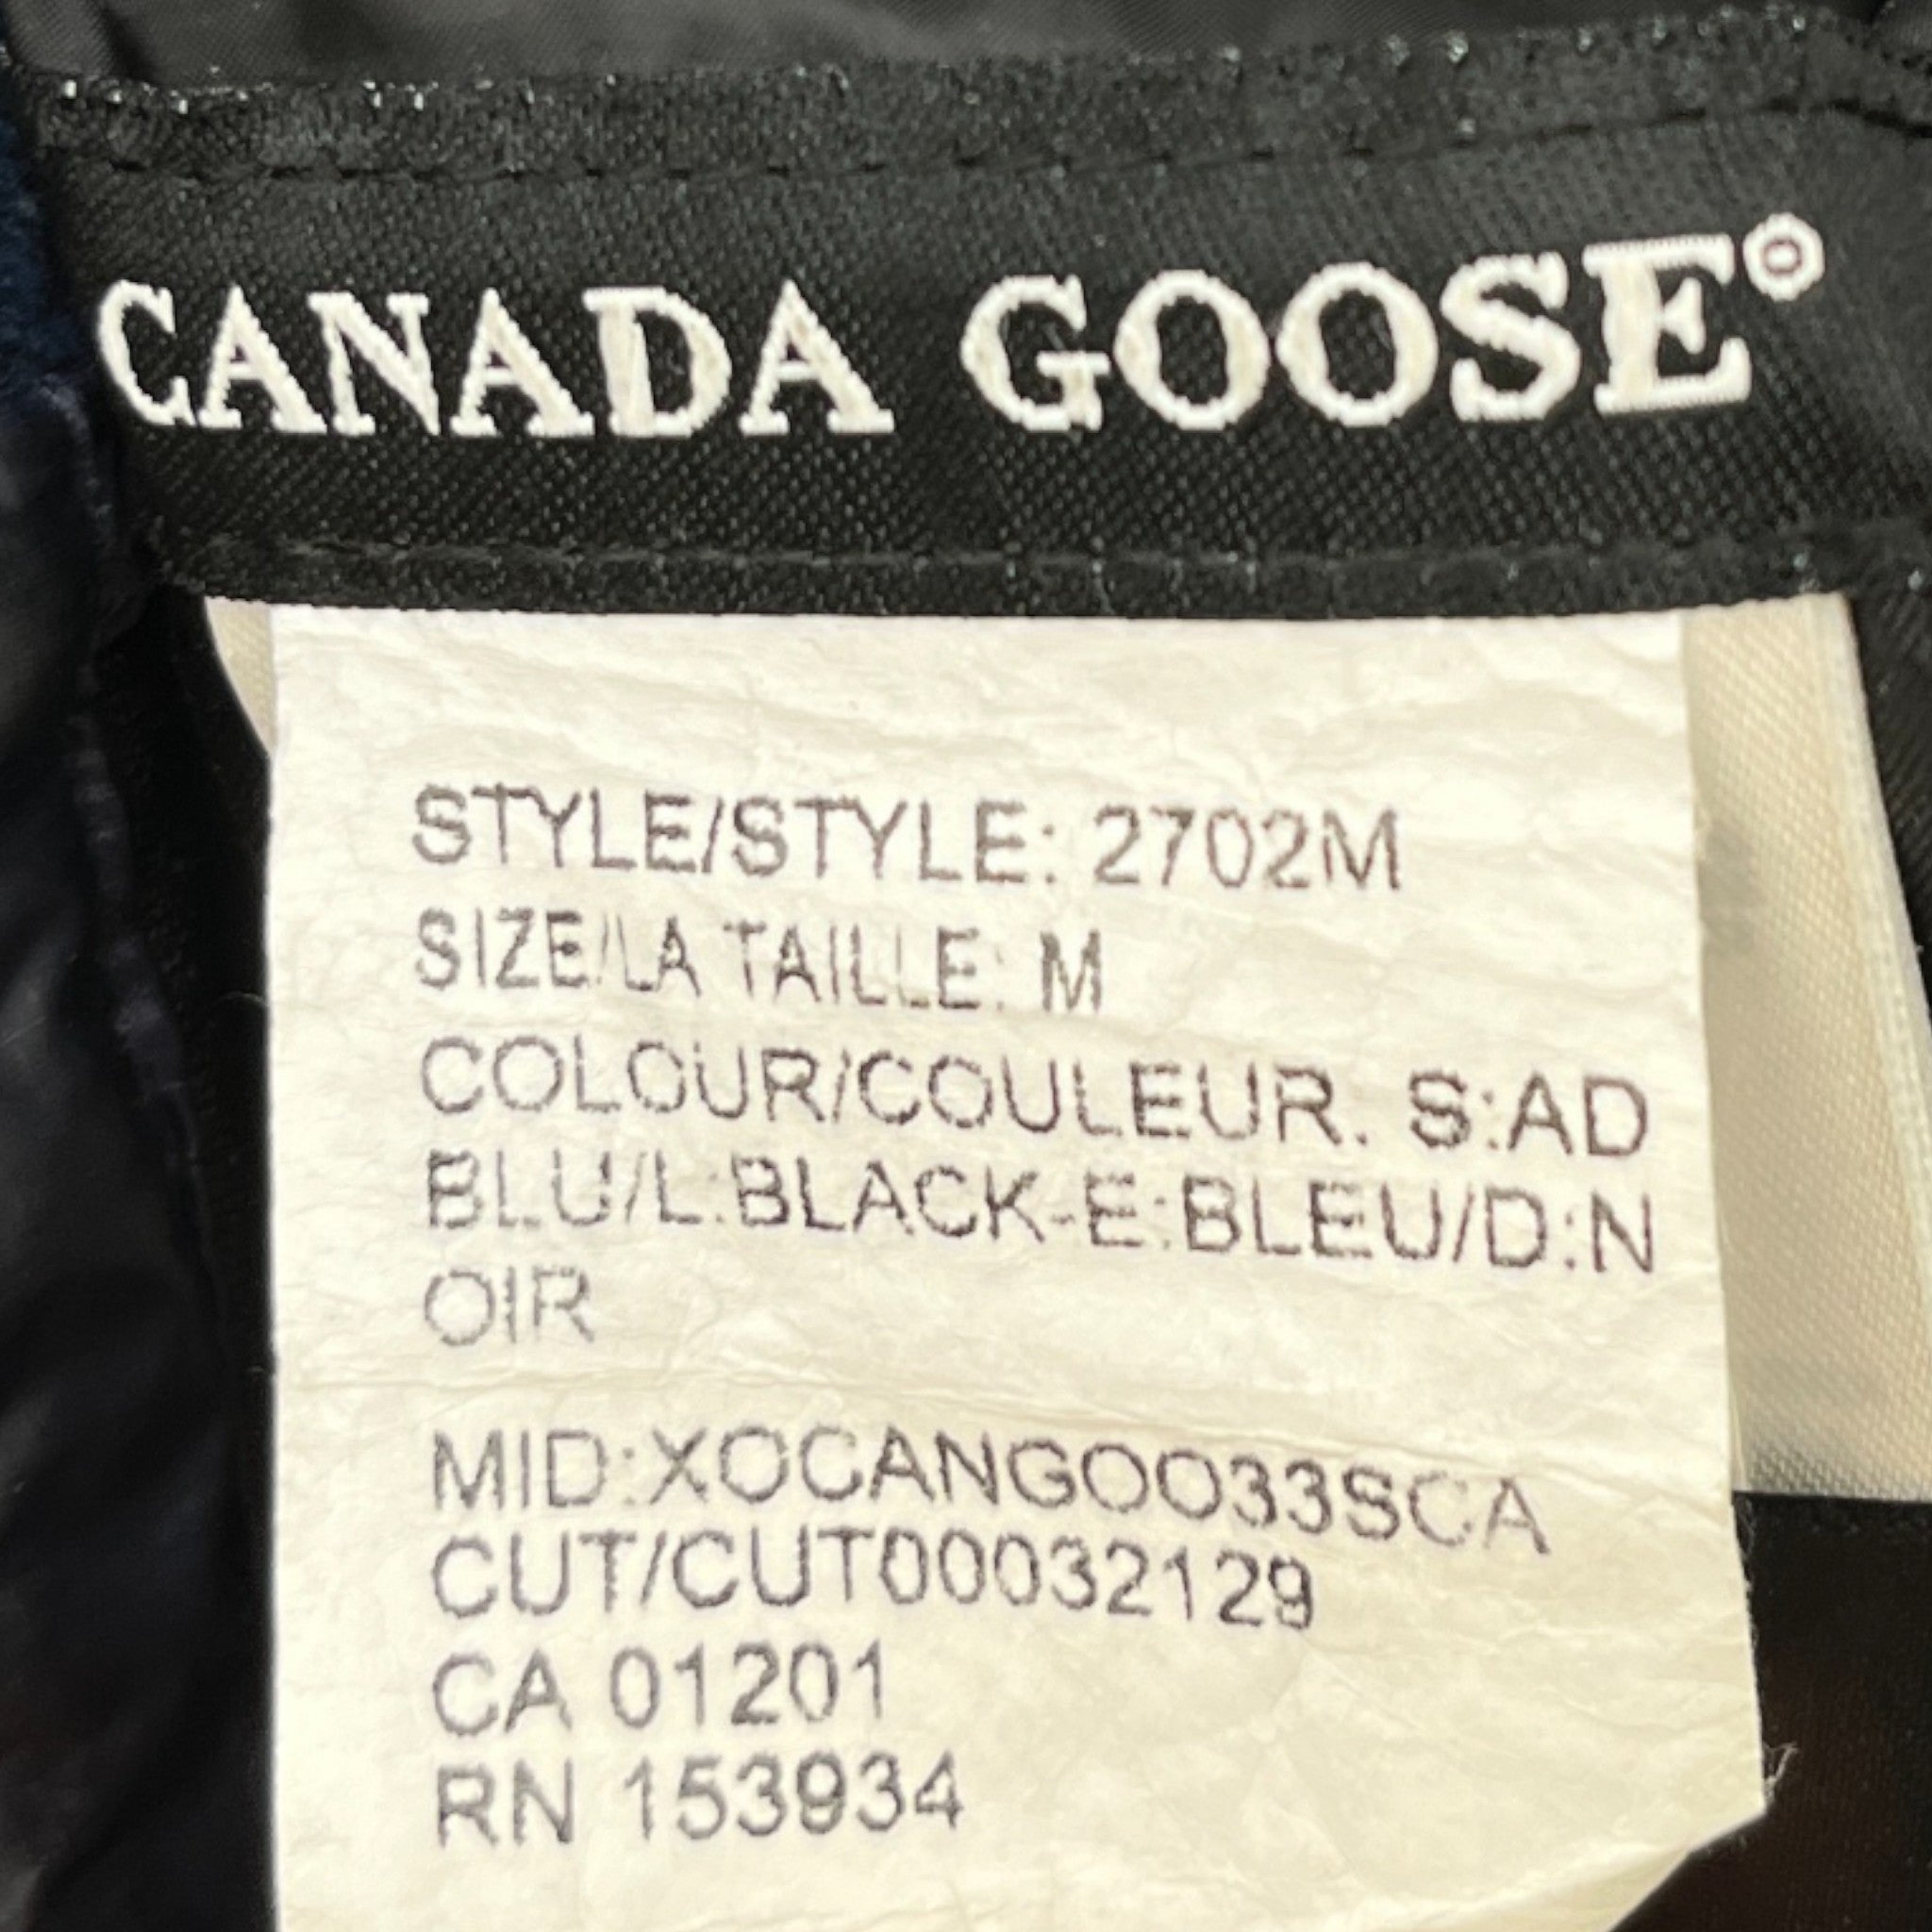 CANADA GOOSE®
STYLE/STYLE: 2702M
SIZE/LA TAILLE: M
COLOUR/COULEUR: S:AD
BLU/L:BLACK-E:BLEU/D:N
OIR
MID:XOCANGOO33SCA
CUT/CUT00032129
CA 01201
RN 153934